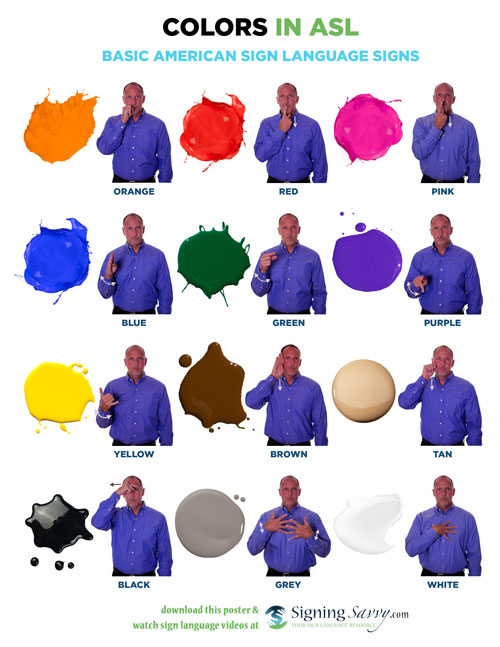 COLORS IN ASL
BASIC AMERICAN SIGN LANGUAGE SIGNS
ORANGE
RED
PINK
BLUE
GREEN
PURPLE
YELLOW
BROWN
TAN
BLACK
GREY
WHITE
download this poster &
watch sign language videos at
Signing Savvy.com
YOUR SIGN LANGUAGE RESOURCE